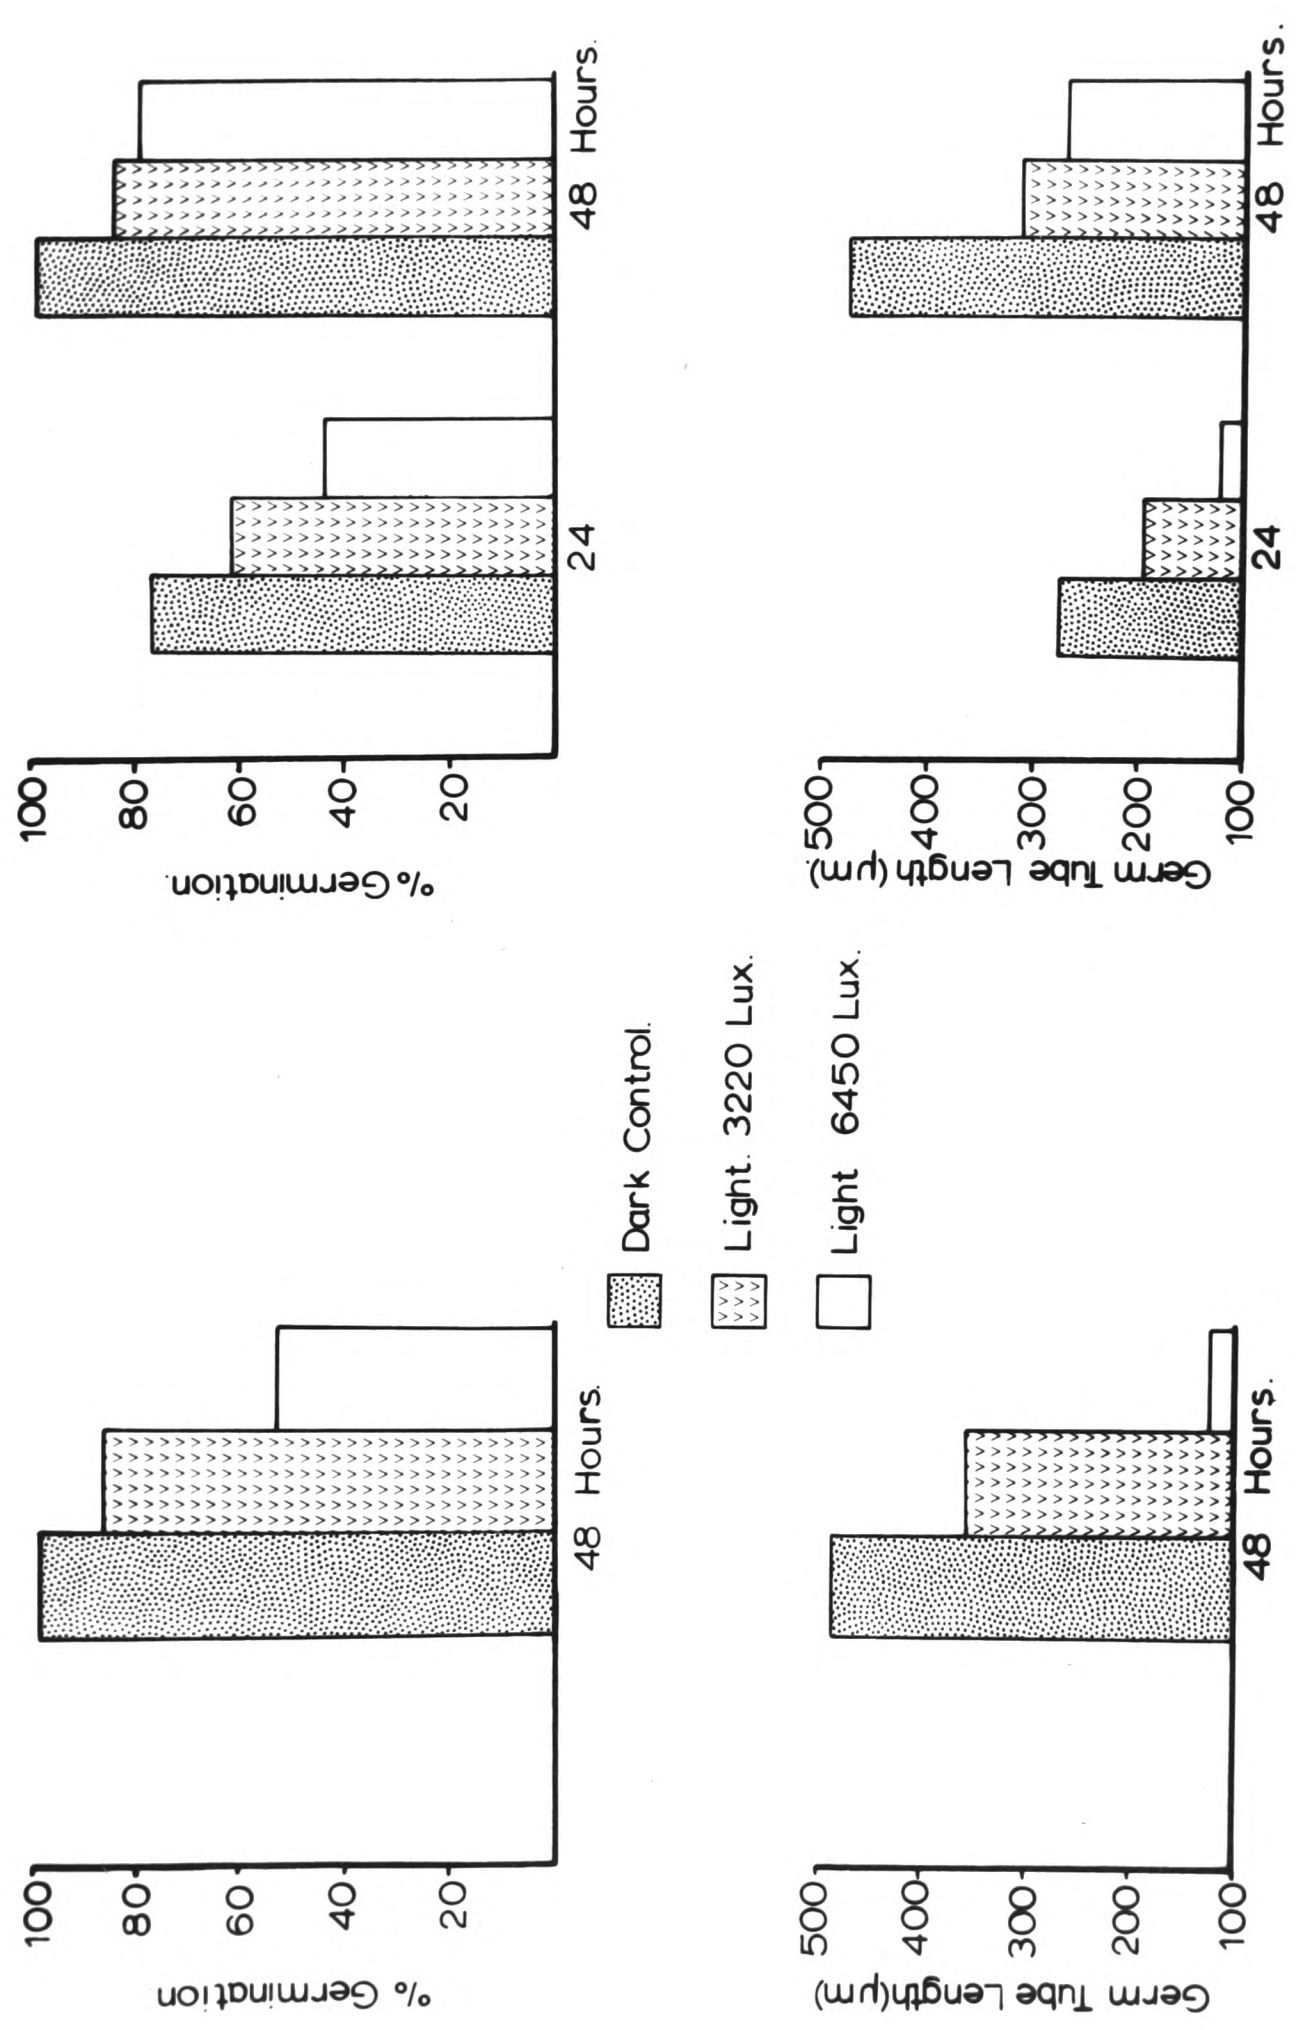 % Germination
100
80
60
40
20
48 Hours.
% Germination.
100
80
60
40
20
24
48 Hours.
Dark Control.
Light. 3220 Lux.
Light 6450 Lux.
Germ Tube Length(μm)
500
400
300
200
100
48 Hours.
Germ Tube Length(μm).
500
400
300
200
100
24
48 Hours.